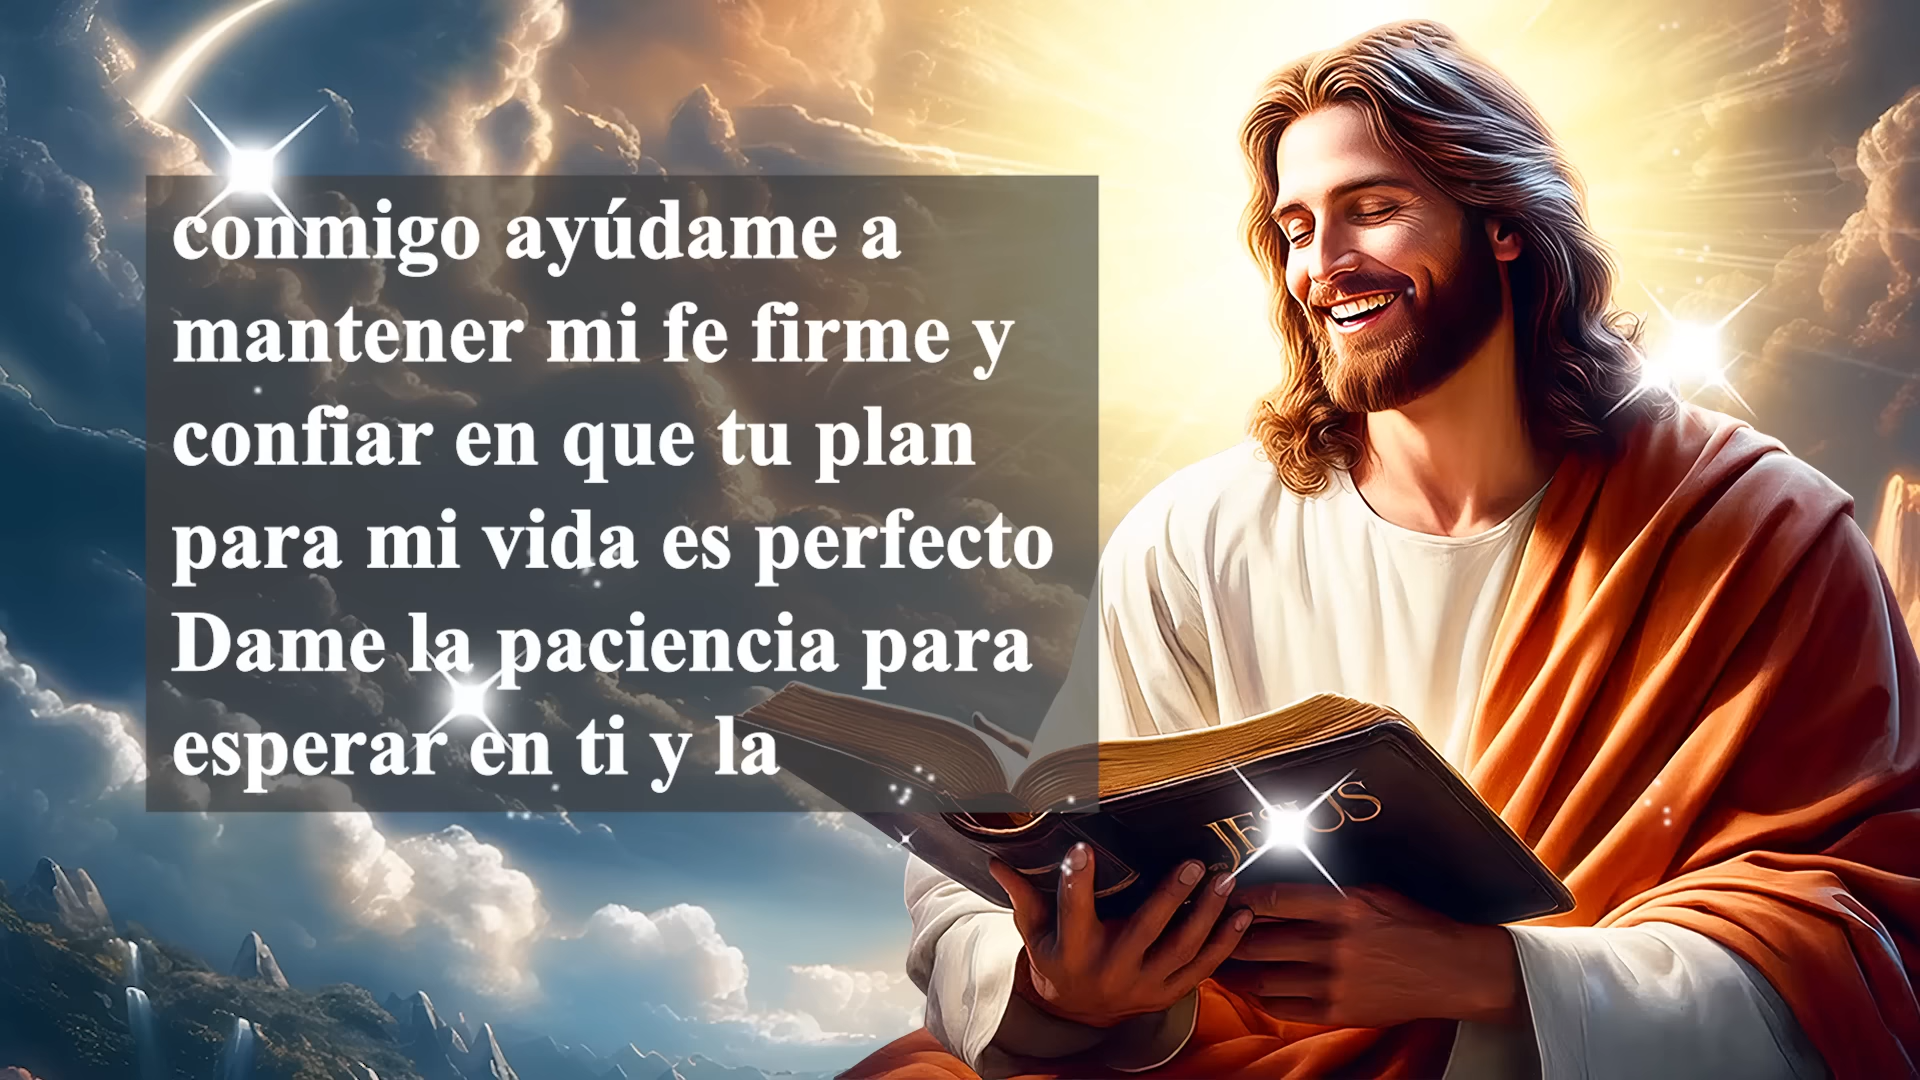 conmigo ayúdame a
mantener mi fe firme y
confiar en que tu plan
para mi vida es perfecto
Dame la paciencia para
esperar en ti y la
JESUS